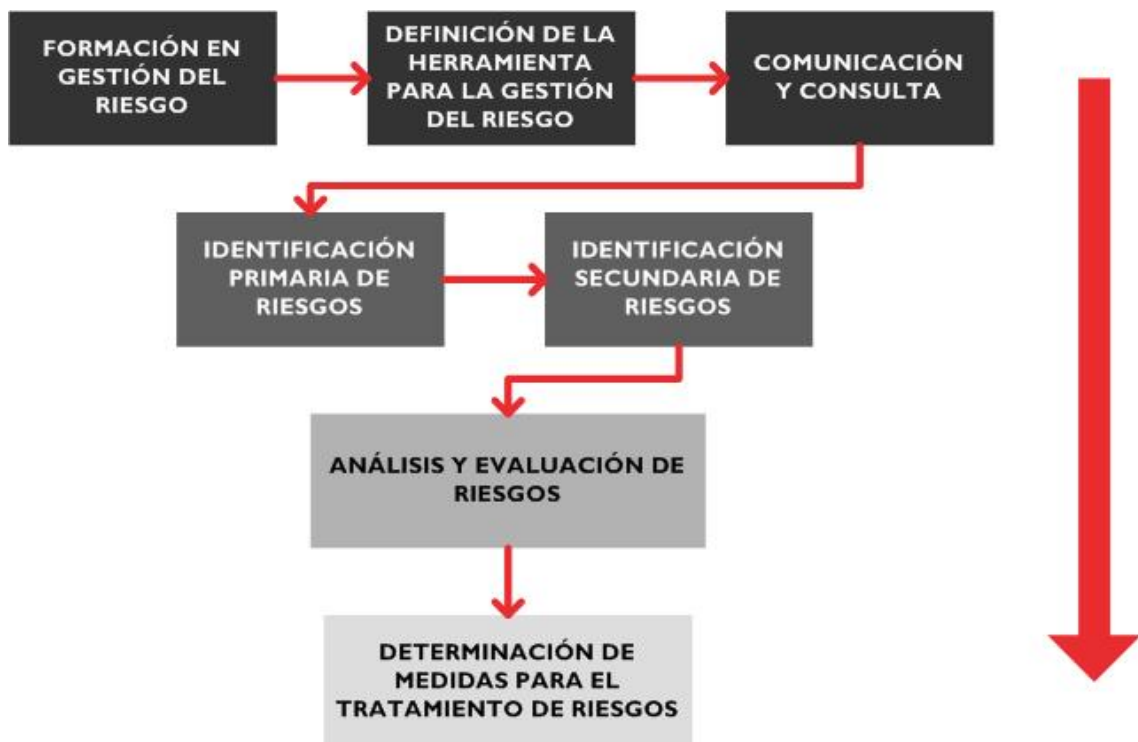 FORMACIÓN EN
GESTIÓN DEL
RIESGO
DEFINICIÓN DE LA
HERRAMIENTA
PARA LA GESTIÓN
DEL RIESGO
COMUNICACIÓN
Y CONSULTA
IDENTIFICACIÓN
PRIMARIA DE
RIESGOS
IDENTIFICACIÓN
SECUNDARIA DE
RIESGOS
ANÁLISIS Y EVALUACIÓN DE
RIESGOS
DETERMINACIÓN DE
MEDIDAS PARA EL
TRATAMIENTO DE RIESGOS